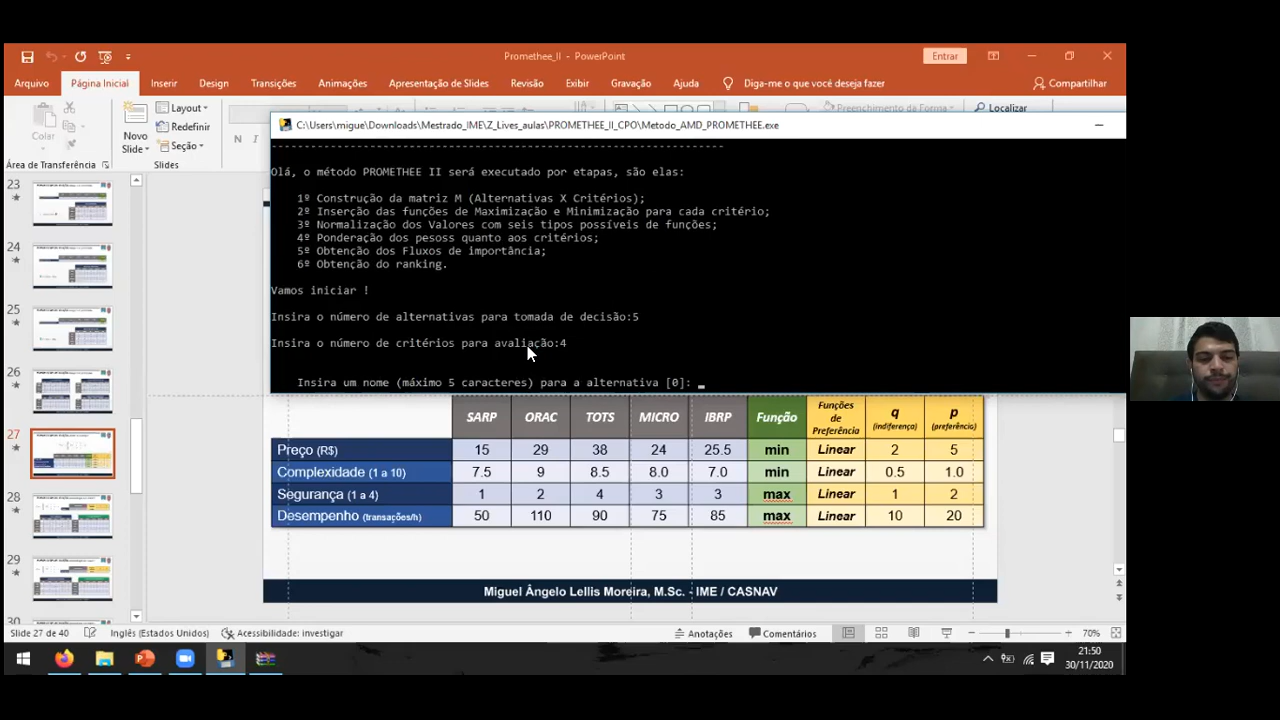 Promethee_II - PowerPoint
Entrar
Arquivo
Página Inicial
Inserir
Design
Transições
Animações
Apresentação de Slides
Revisão
Exibir
Gravação
Ajuda
Diga-me o que você deseja fazer
Compartilhar
Colar
Novo
Slide
Layout
Redefinir
Seção
N
I
Preenchimento da Forma
Localizar
Área de Transferência
Slides
C:\Users\migue\Downloads\Mestrado_IME\Z_Lives_aulas\PROMETHEE_II_CPO\Metodo_AMD_PROMETHEE.exe
Olá, o método PROMETHEE II será executado por etapas, são elas:
1º Construção da matriz M (Alternativas X Critérios);
2º Inserção das funções de Maximização e Minimização para cada critério;
3º Normalização dos Valores com seis tipos possíveis de funções;
4º Ponderação dos pesoss quanto aos critérios;
5º Obtenção dos Fluxos de importância;
6º Obtenção do ranking.
Vamos iniciar !
Insira o número de alternativas para tomada de decisão:5
Insira o número de critérios para avaliação:4
Insira um nome (máximo 5 caracteres) para a alternativa [0]: _
23
24
25
26
27
28
29
30
SARP ORAC TOTS MICRO IBRP Função Funções de Preferência q (indiferença) p (preferência)
Preço (R$) 15 29 38 24 25.5 min Linear 2 5
Complexidade (1 a 10) 7.5 9 8.5 8.0 7.0 min Linear 0.5 1.0
Segurança (1 a 4) 1 2 4 3 3 max Linear 1 2
Desempenho (transações/h) 50 110 90 75 85 max Linear 10 20
Miguel Ângelo Lellis Moreira, M.Sc. - IME / CASNAV
Slide 27 de 40
Inglês (Estados Unidos)
Acessibilidade: investigar
Anotações
Comentários
70%
21:50
30/11/2020